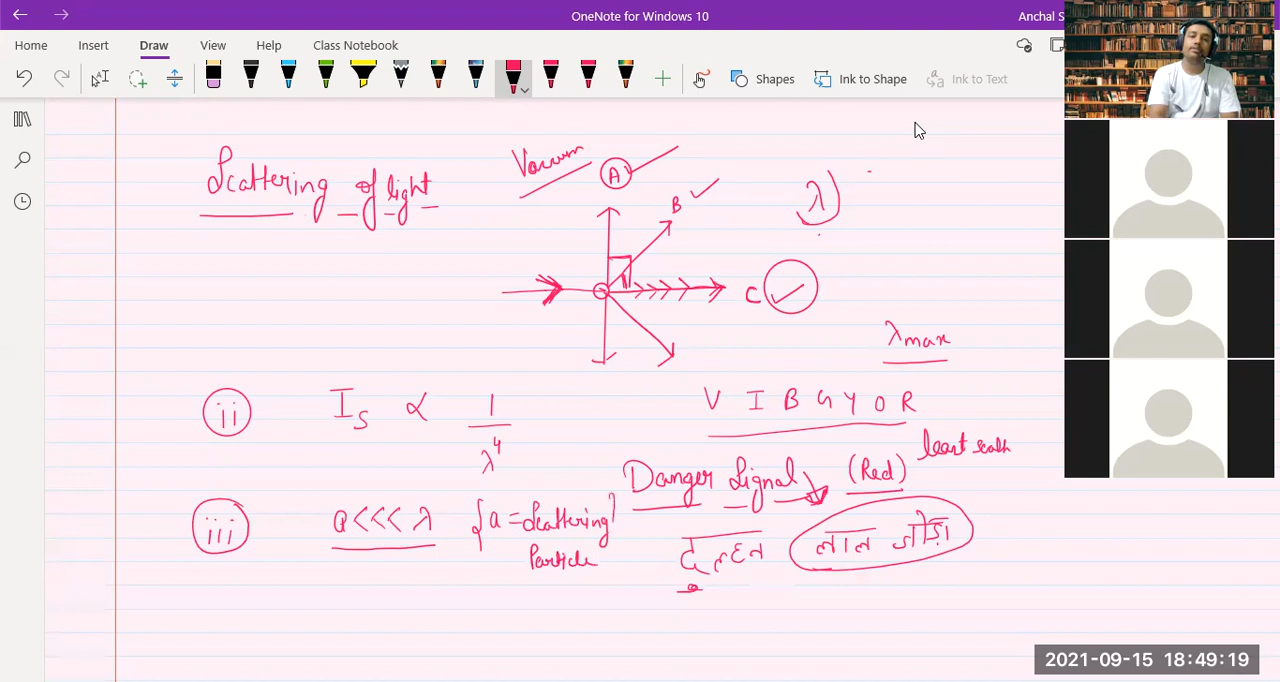 OneNote for Windows 10
Anchal S
Home Insert Draw View Help Class Notebook
Shapes Ink to Shape Ink to Text
Scattering of light
Vacuum
A
B
C
λ
λmax
ii Is ∝ 1/λ⁴
V I B G Y O R
Danger Signal (Red) least scatt
iii a <<< λ {a = Scattering Particle
लाल जोड़ा
2021-09-15 18:49:19